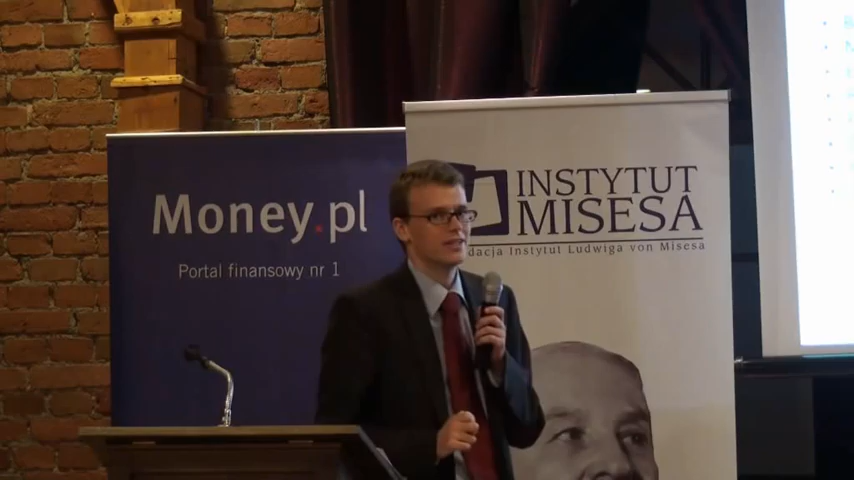 Money.pl
Portal finansowy nr 1
INSTYTUT
MISESA
dacja Instytut Ludwiga von Misesa